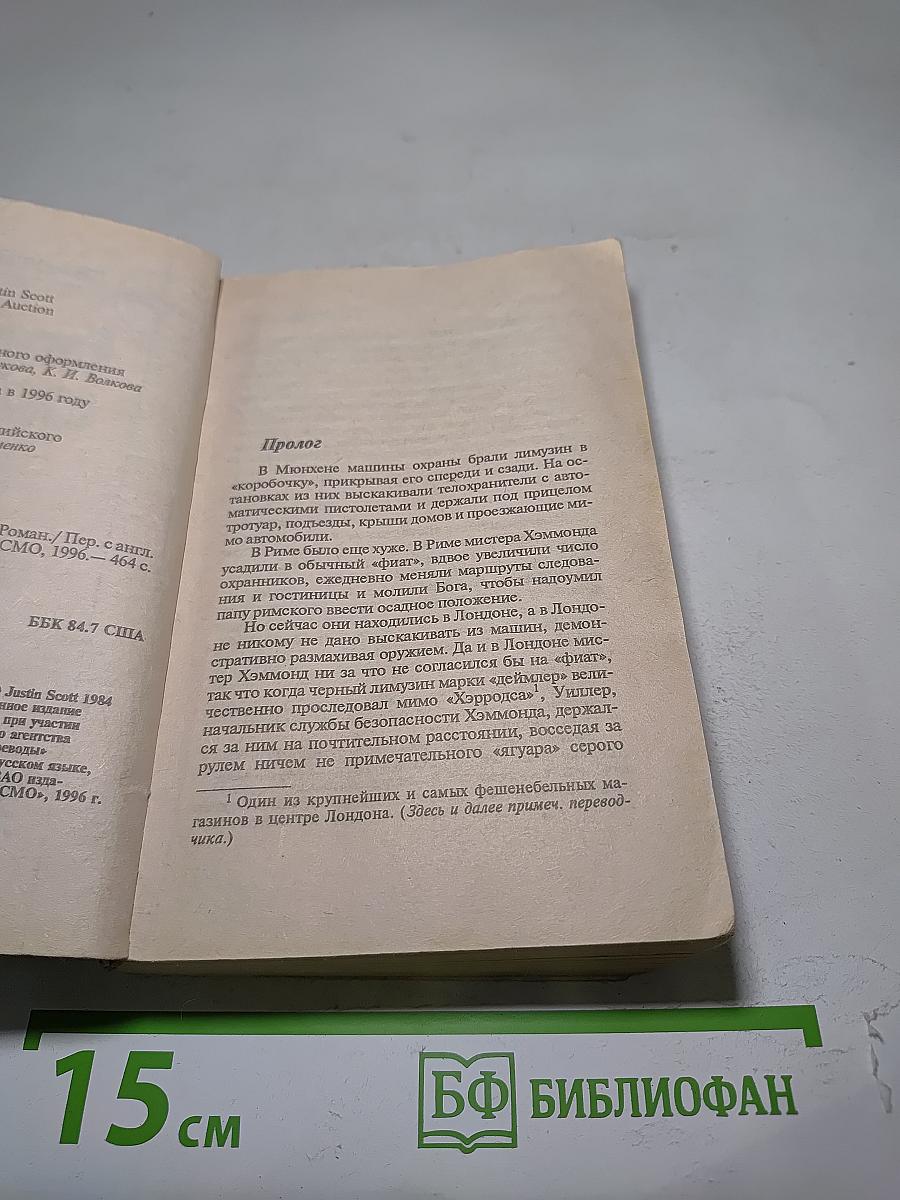 tin Scott
Auction
ного оформления
кова, К. И. Волкова
в 1996 году
ийского
менко
Роман./ Пер. с англ.
СМО, 1996.— 464 с.
ББК 84.7 США
Justin Scott 1984
нное издание
при участии
о агентства
реводы»
усском языке,
АО изда-
СМО», 1996 г.
Пролог
В Мюнхене машины охраны брали лимузин в
«коробочку», прикрывая его спереди и сзади. На ос-
тановках из них выскакивали телохранители с авто-
матическими пистолетами и держали под прицелом
тротуар, подъезды, крыши домов и проезжающие ми-
мо автомобили.
В Риме было еще хуже. В Риме мистера Хэммонда
усадили в обычный «фиат», вдвое увеличили число
охранников, ежедневно меняли маршруты следова-
ния и гостиницы и молили Бога, чтобы надоумил
папу римского ввести осадное положение.
Но сейчас они находились в Лондоне, а в Лондо-
не никому не дано выскакивать из машин, демон-
стративно размахивая оружием. Да и в Лондоне мис-
тер Хэммонд ни за что не согласился бы на «фиат»,
так что когда черный лимузин марки «деймлер» вели-
чественно проследовал мимо «Хэрродса»¹, Уиллер,
начальник службы безопасности Хэммонда, держал-
ся за ним на почтительном расстоянии, восседая за
рулем ничем не примечательного «ягуара» серого
¹ Один из крупнейших и самых фешенебельных ма-
газинов в центре Лондона. (Здесь и далее примеч. перевод-
чика.)
15 см
БФ БИБЛИОФАН